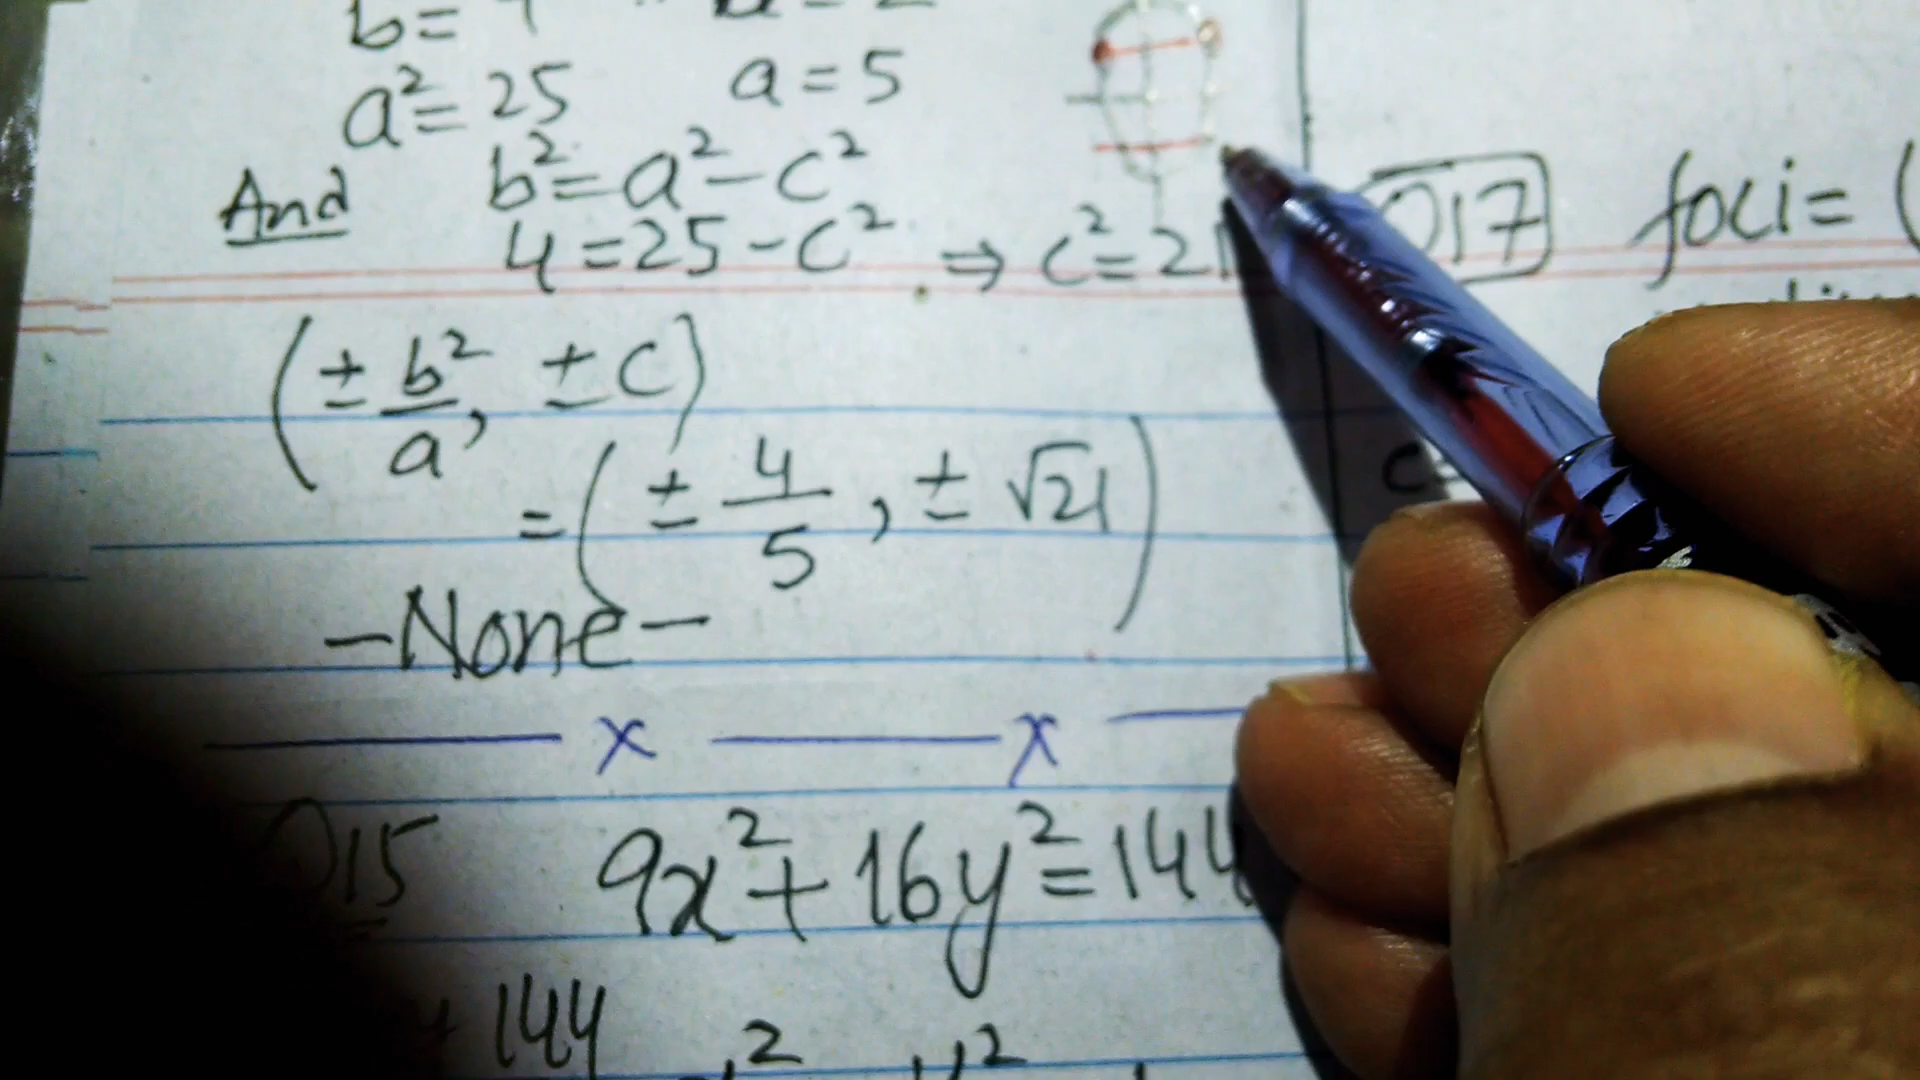 a² = 25 a = 5
And b² = a² - c²
4 = 25 - c² ⇒ c² = 21
(± b²/a, ± c)
= (± 4/5, ± √21)
-None-
x x
Q15 9x² + 16y² = 144
144
Q17 foci = (